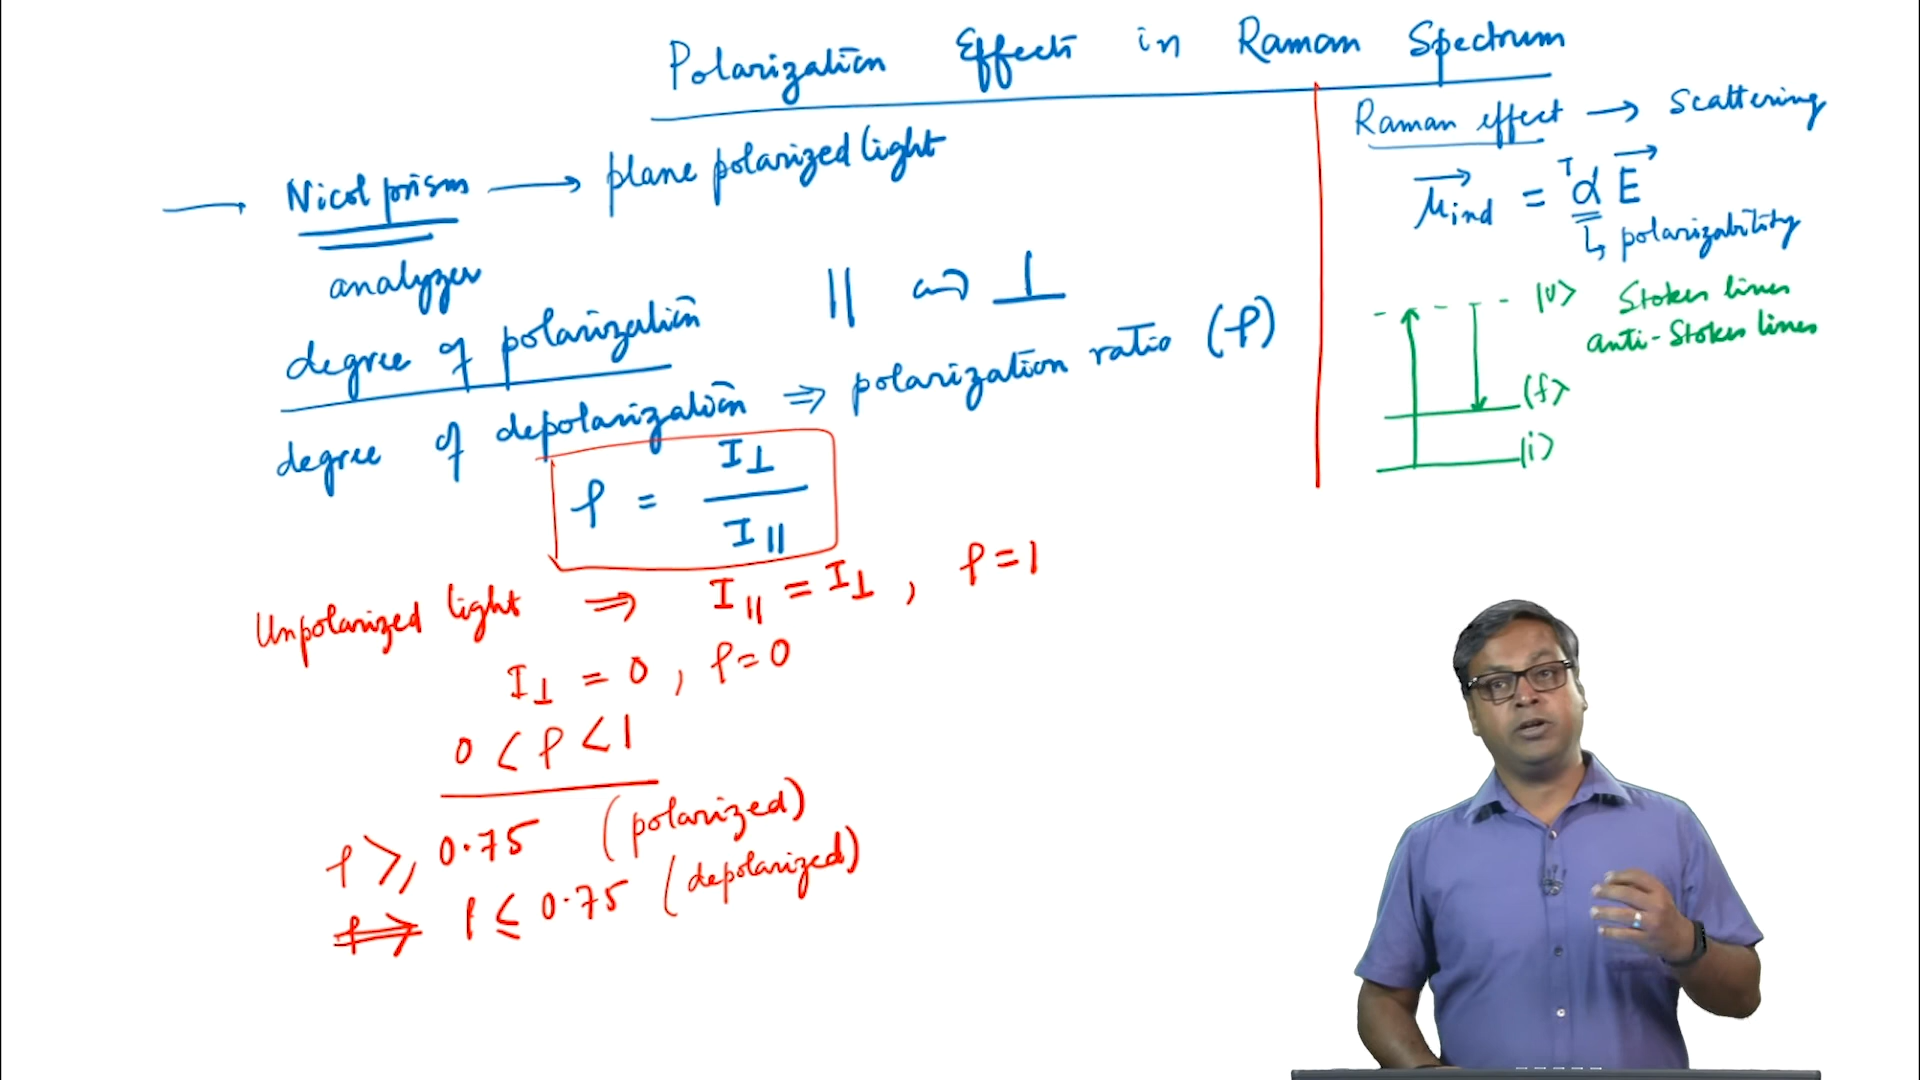 Polarization Effects in Raman Spectrum
Nicol prism → plane polarized light
analyzer
degree of polarization || and ⊥
degree of depolarization ⇒ polarization ratio (ρ)
ρ = I⊥ / I||
Unpolarized light ⇒ I|| = I⊥ , ρ = 1
I⊥ = 0 , ρ = 0
0 < ρ < 1
ρ ≥ 0.75 (polarized)
ρ ≤ 0.75 (depolarized)
Raman effect → Scattering
μind = α E
↳ polarizability
|v> Stokes lines
anti-Stokes lines
|f>
|i>